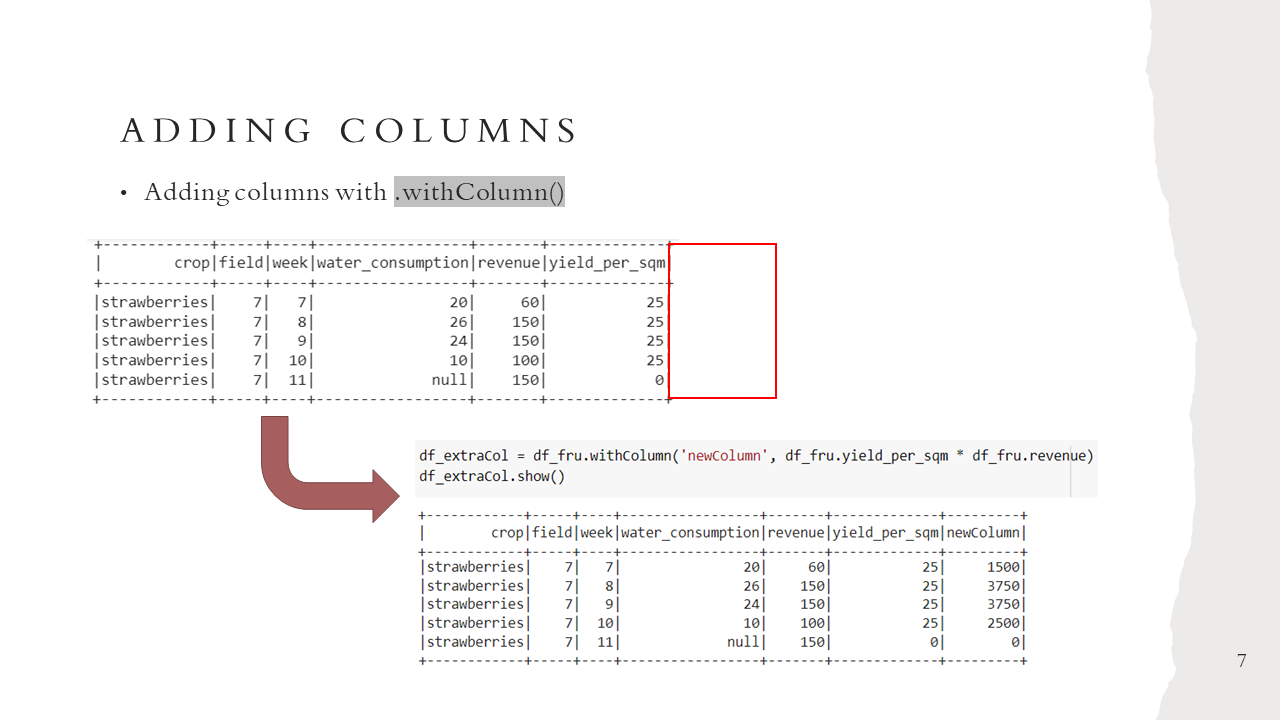 ADDING COLUMNS
• Adding columns with .withColumn()
+------------+-----+----+-----------------+-------+-------------+
|        crop|field|week|water_consumption|revenue|yield_per_sqm|
+------------+-----+----+-----------------+-------+-------------+
|strawberries|    7|   7|               20|     60|           25|
|strawberries|    7|   8|               26|    150|           25|
|strawberries|    7|   9|               24|    150|           25|
|strawberries|    7|  10|               10|    100|           25|
|strawberries|    7|  11|             null|    150|            0|
+------------+-----+----+-----------------+-------+-------------+
df_extraCol = df_fru.withColumn('newColumn', df_fru.yield_per_sqm * df_fru.revenue)
df_extraCol.show()
+------------+-----+----+-----------------+-------+-------------+---------+
|        crop|field|week|water_consumption|revenue|yield_per_sqm|newColumn|
+------------+-----+----+-----------------+-------+-------------+---------+
|strawberries|    7|   7|               20|     60|           25|     1500|
|strawberries|    7|   8|               26|    150|           25|     3750|
|strawberries|    7|   9|               24|    150|           25|     3750|
|strawberries|    7|  10|               10|    100|           25|     2500|
|strawberries|    7|  11|             null|    150|            0|        0|
+------------+-----+----+-----------------+-------+-------------+---------+
7